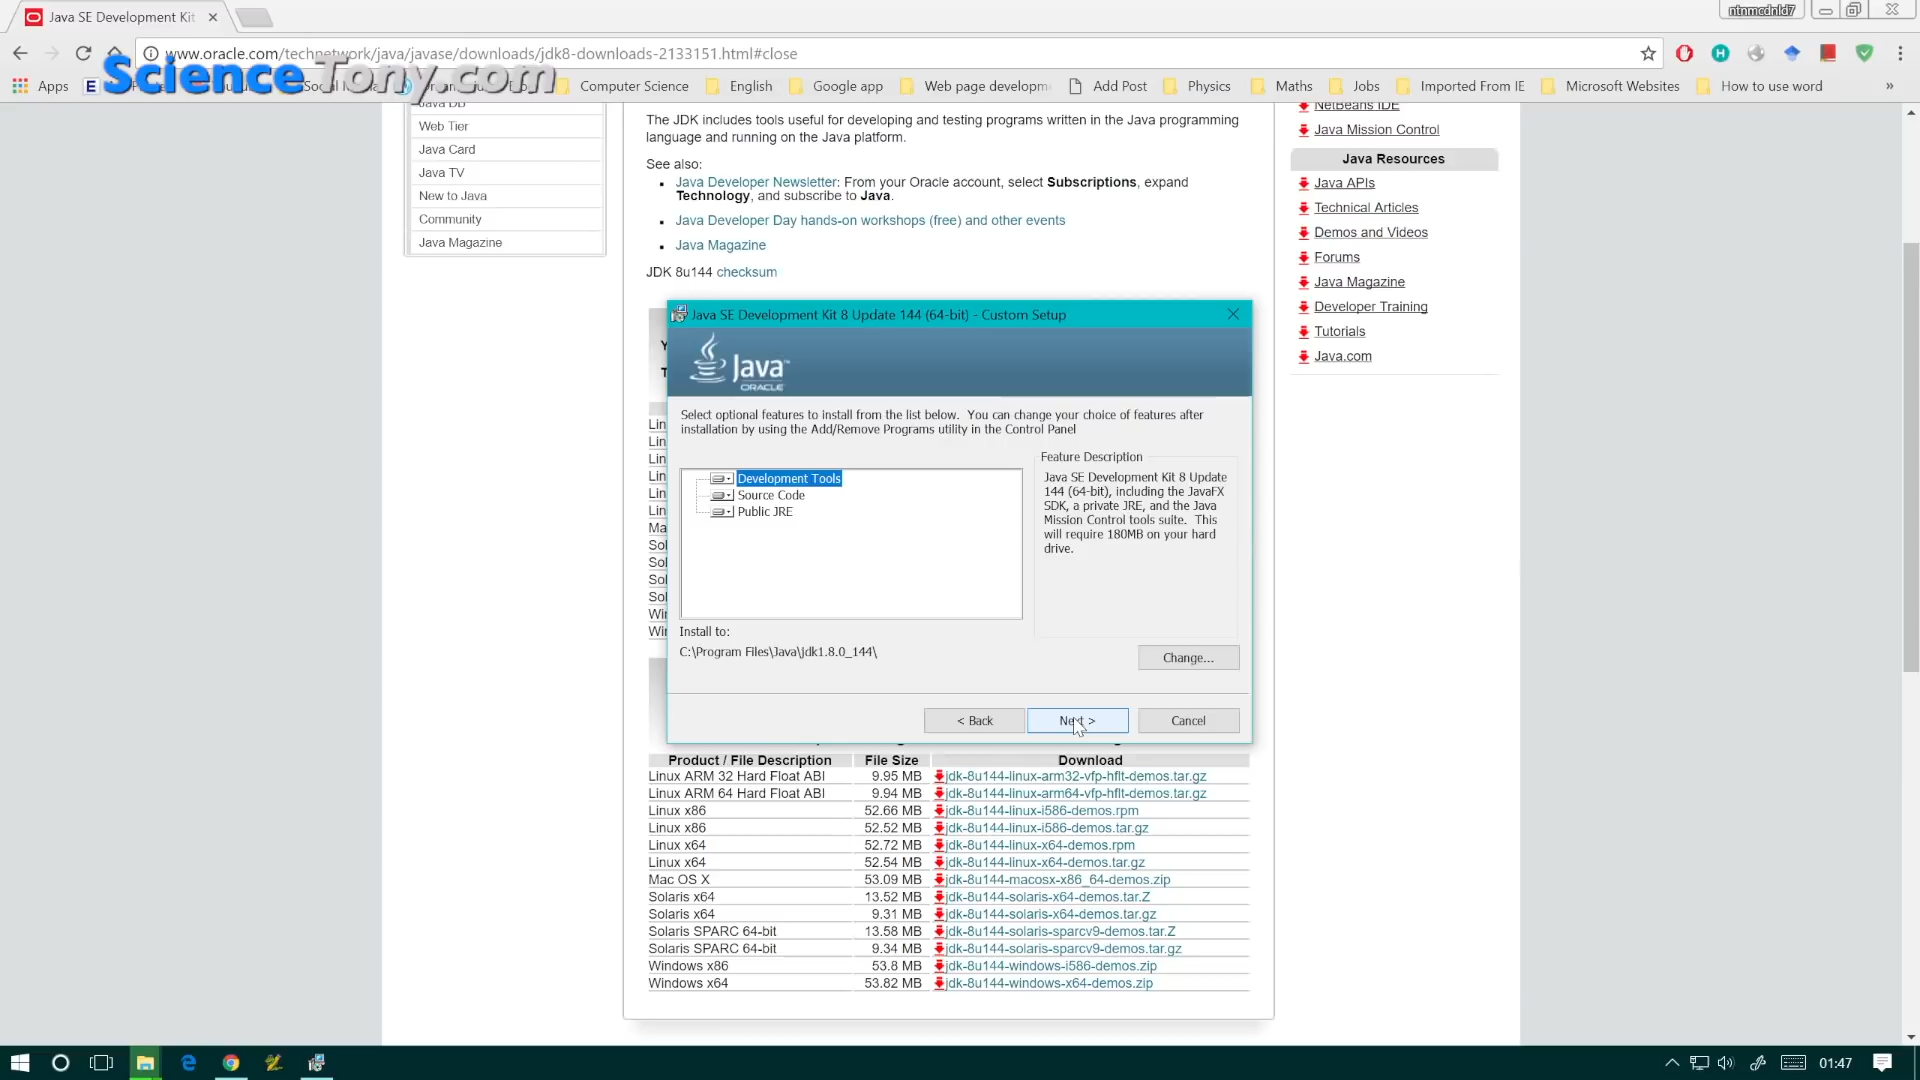 Java SE Development Kit
ntnmcdnld7
www.oracle.com/technetwork/java/javase/downloads/jdk8-downloads-2133151.html#close
ScienceTony.com
Apps
Computer Science
English
Google app
Web page developm
Add Post
Physics
Maths
Jobs
Imported From IE
Microsoft Websites
How to use word
»
Java DB
Web Tier
Java Card
Java TV
New to Java
Community
Java Magazine
The JDK includes tools useful for developing and testing programs written in the Java programming
language and running on the Java platform.
See also:
Java Developer Newsletter: From your Oracle account, select Subscriptions, expand
Technology, and subscribe to Java.
Java Developer Day hands-on workshops (free) and other events
Java Magazine
JDK 8u144 checksum
NetBeans IDE
Java Mission Control
Java Resources
Java APIs
Technical Articles
Demos and Videos
Forums
Java Magazine
Developer Training
Tutorials
Java.com
Java SE Development Kit 8 Update 144 (64-bit) - Custom Setup
Java™
ORACLE
Select optional features to install from the list below. You can change your choice of features after
installation by using the Add/Remove Programs utility in the Control Panel
Development Tools
Source Code
Public JRE
Feature Description
Java SE Development Kit 8 Update
144 (64-bit), including the JavaFX
SDK, a private JRE, and the Java
Mission Control tools suite. This
will require 180MB on your hard
drive.
Install to:
C:\Program Files\Java\jdk1.8.0_144\
Change...
< Back
Next >
Cancel
Y
T
Lin
Lin
Lin
Lin
Lin
Lin
Ma
Sol
Sol
Sol
Sol
Win
Win
Product / File Description File Size Download
Linux ARM 32 Hard Float ABI 9.95 MB jdk-8u144-linux-arm32-vfp-hflt-demos.tar.gz
Linux ARM 64 Hard Float ABI 9.94 MB jdk-8u144-linux-arm64-vfp-hflt-demos.tar.gz
Linux x86 52.66 MB jdk-8u144-linux-i586-demos.rpm
Linux x86 52.52 MB jdk-8u144-linux-i586-demos.tar.gz
Linux x64 52.72 MB jdk-8u144-linux-x64-demos.rpm
Linux x64 52.54 MB jdk-8u144-linux-x64-demos.tar.gz
Mac OS X 53.09 MB jdk-8u144-macosx-x86_64-demos.zip
Solaris x64 13.52 MB jdk-8u144-solaris-x64-demos.tar.Z
Solaris x64 9.31 MB jdk-8u144-solaris-x64-demos.tar.gz
Solaris SPARC 64-bit 13.58 MB jdk-8u144-solaris-sparcv9-demos.tar.Z
Solaris SPARC 64-bit 9.34 MB jdk-8u144-solaris-sparcv9-demos.tar.gz
Windows x86 53.8 MB jdk-8u144-windows-i586-demos.zip
Windows x64 53.82 MB jdk-8u144-windows-x64-demos.zip
01:47